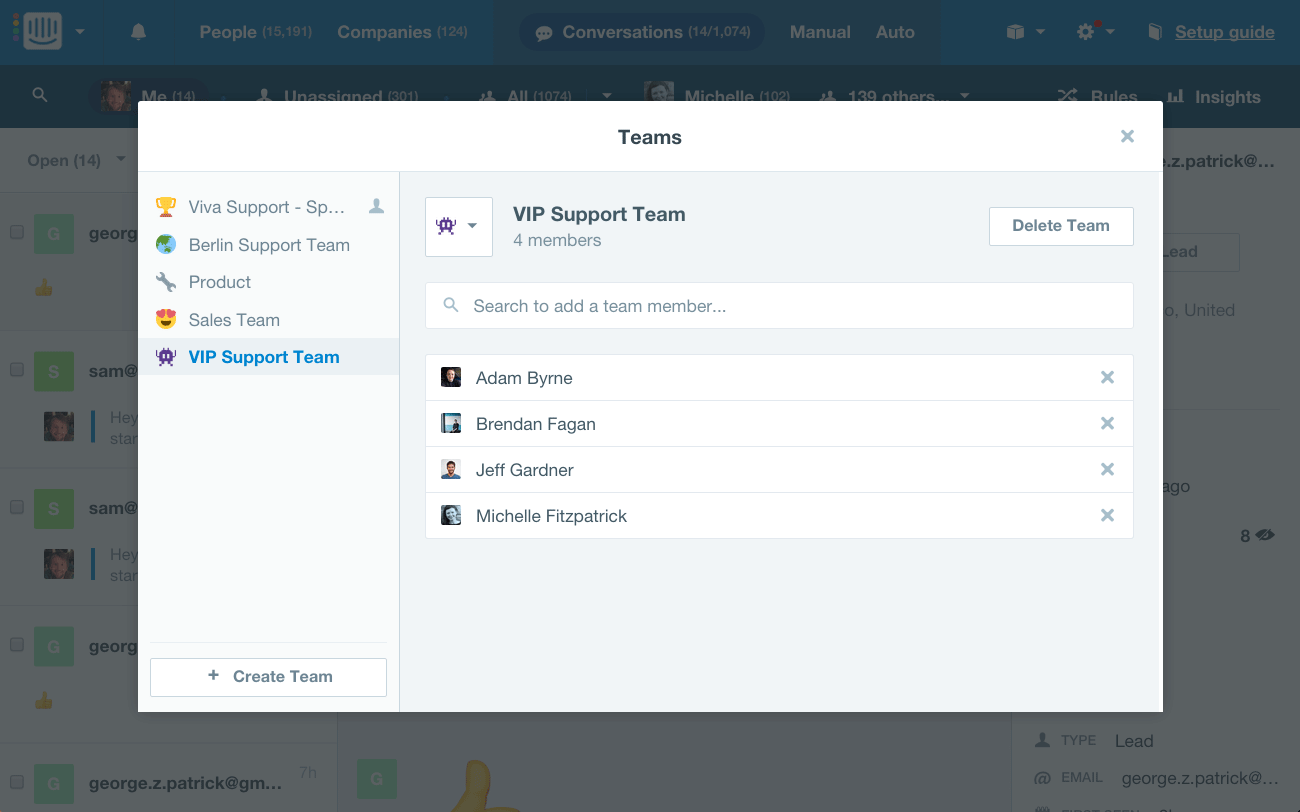 People (15,191)
Companies (124)
Conversations (14/1,074)
Manual
Auto
Setup guide
Me (14)
Unassigned (301)
All (1074)
Michelle (102)
139 others...
Rules
Insights
Open (14)
Teams
e.z.patrick@...
Viva Support - Sp...
Berlin Support Team
Product
Sales Team
VIP Support Team
Create Team
VIP Support Team
4 members
Delete Team
Search to add a team member...
Adam Byrne
Brendan Fagan
Jeff Gardner
Michelle Fitzpatrick
G
georg
S
sam@
Hey
star
S
sam@
Hey
star
G
georg
G
george.z.patrick@gm...
7h
G
Lead
o, United
ago
8
TYPE Lead
EMAIL george.z.patrick@...